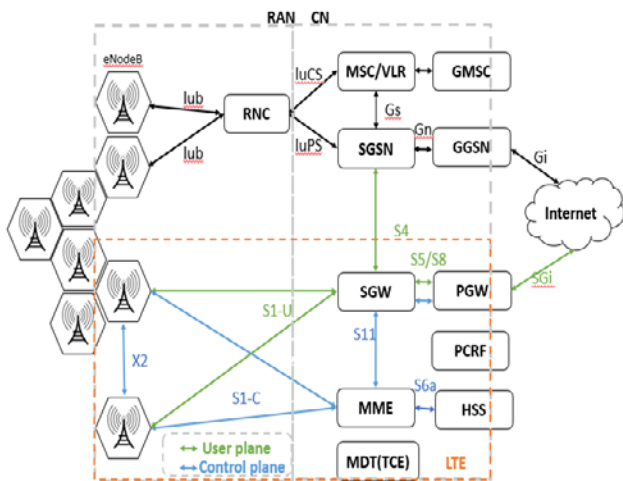 RAN CN
eNodeB
Iub
RNC
IuCS
MSC/VLR
GMSC
Gs
Iub
IuPS
SGSN
Gn
GGSN
Gi
Internet
S4
S5/S8
SGi
SGW
PGW
S1-U
S11
PCRF
X2
S1-C
MME
S6a
HSS
User plane
Control plane
MDT(TCE)
LTE